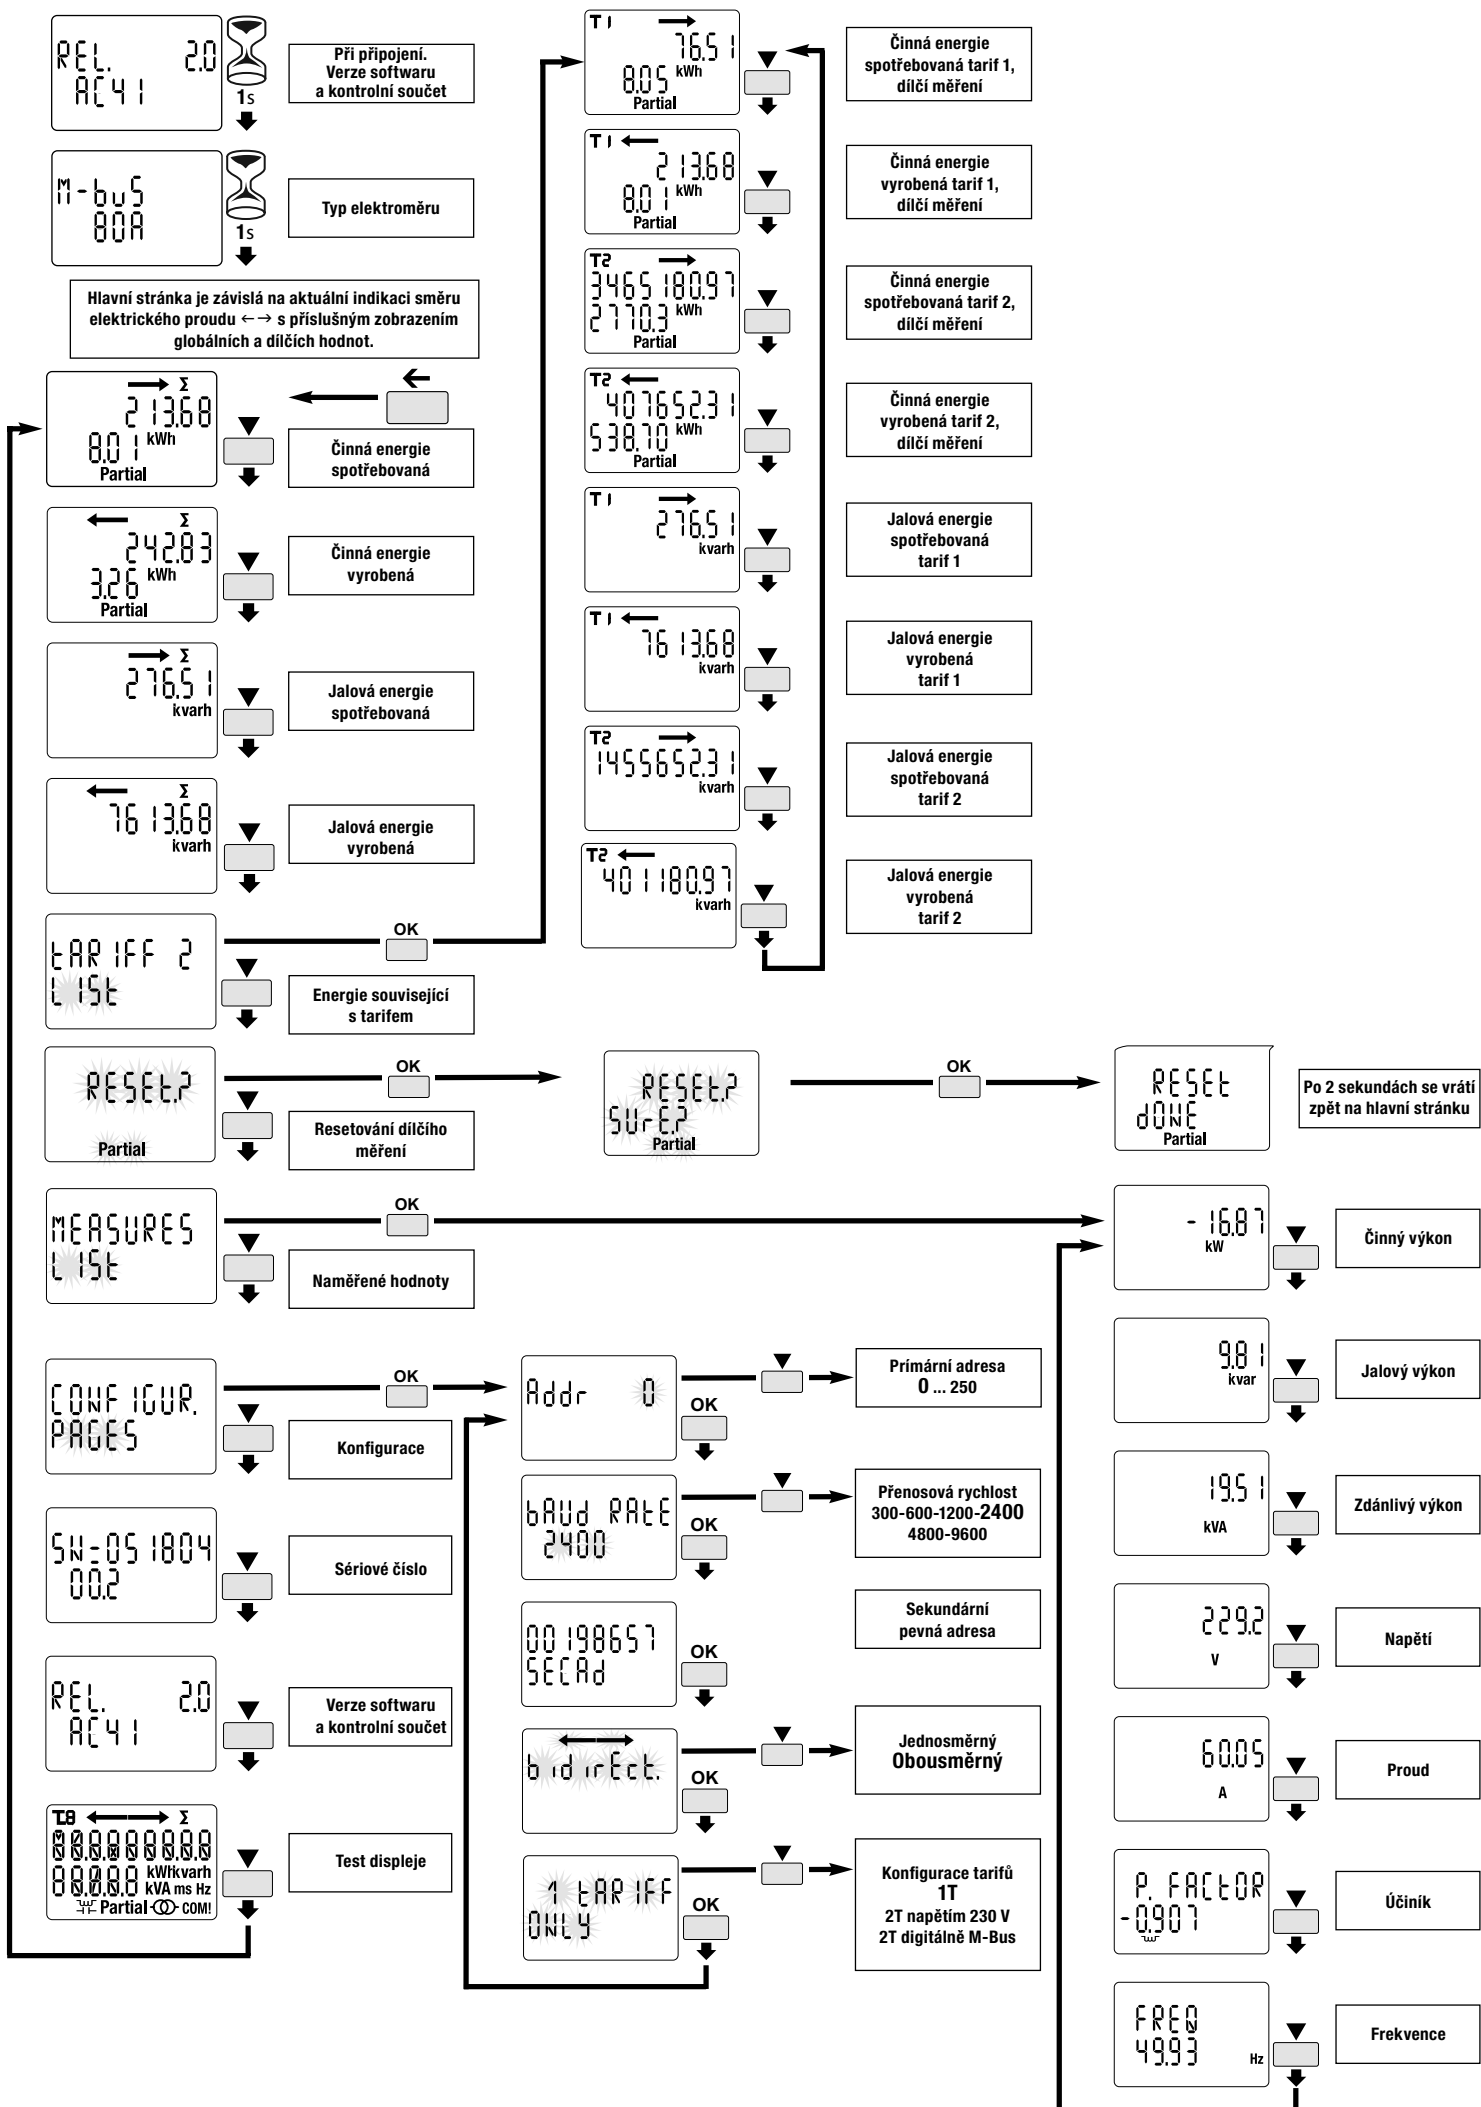 REL. 2.0
AC41
1s
Při připojení.
Verze softwaru
a kontrolní součet
M-buS
80A
1s
Typ elektroměru
Hlavní stránka je závislá na aktuální indikaci směru
elektrického proudu ←→ s příslušným zobrazením
globálních a dílčích hodnot.
→ Σ
213.68
8.01 kWh
Partial
←
Činná energie
spotřebovaná
← Σ
242.83
3.26 kWh
Partial
Činná energie
vyrobená
→ Σ
276.51
kvarh
Jalová energie
spotřebovaná
← Σ
7613.68
kvarh
Jalová energie
vyrobená
tARIFF 2
LISt
OK
Energie související
s tarifem
RESEt.?
Partial
OK
Resetování dílčího
měření
RESEt.?
SUrE.?
Partial
OK
RESEt
dONE
Partial
Po 2 sekundách se vrátí
zpět na hlavní stránku
MEASURES
LISt
OK
Naměřené hodnoty
CONFIGUR.
PAGES
OK
Konfigurace
SN-051804
00.2
Sériové číslo
REL. 2.0
AC41
Verze softwaru
a kontrolní součet
T.8 ←→ Σ
kWhkvarh
kVA ms Hz
Partial COM!
Test displeje
T1 →
76.51
8.05 kWh
Partial
Činná energie
spotřebovaná tarif 1,
dílčí měření
T1 ←
213.68
8.01 kWh
Partial
Činná energie
vyrobená tarif 1,
dílčí měření
T2 →
3465180.97
2770.3 kWh
Partial
Činná energie
spotřebovaná tarif 2,
dílčí měření
T2 ←
407652.31
538.70 kWh
Partial
Činná energie
vyrobená tarif 2,
dílčí měření
T1 →
276.51
kvarh
Jalová energie
spotřebovaná
tarif 1
T1 ←
7613.68
kvarh
Jalová energie
vyrobená
tarif 1
T2 →
1455652.31
kvarh
Jalová energie
spotřebovaná
tarif 2
T2 ←
401180.97
kvarh
Jalová energie
vyrobená
tarif 2
Addr 0
OK
Prímární adresa
0 ... 250
bAUd RAtE
2400
OK
Přenosová rychlost
300-600-1200-2400
4800-9600
00198657
SECAd
OK
Sekundární
pevná adresa
bidirEct.
OK
Jednosměrný
Obousměrný
1 tARIFF
ONLY
OK
Konfigurace tarifů
1T
2T napětím 230 V
2T digitálně M-Bus
-16.87
kW
Činný výkon
9.81
kvar
Jalový výkon
19.51
kVA
Zdánlivý výkon
229.2
V
Napětí
60.05
A
Proud
P. FACtOR
-0.907
Účiník
FREQ
49.93 Hz
Frekvence